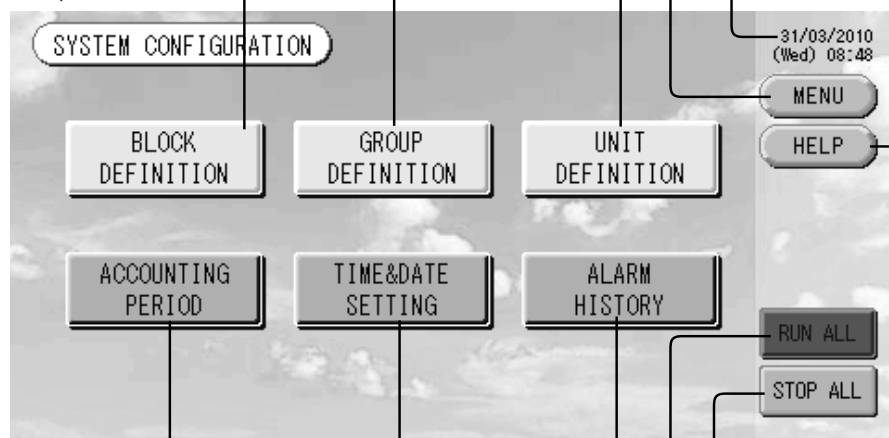 SYSTEM CONFIGURATION
31/03/2010
(Wed) 08:48
MENU
HELP
BLOCK
DEFINITION
GROUP
DEFINITION
UNIT
DEFINITION
ACCOUNTING
PERIOD
TIME&DATE
SETTING
ALARM
HISTORY
RUN ALL
STOP ALL